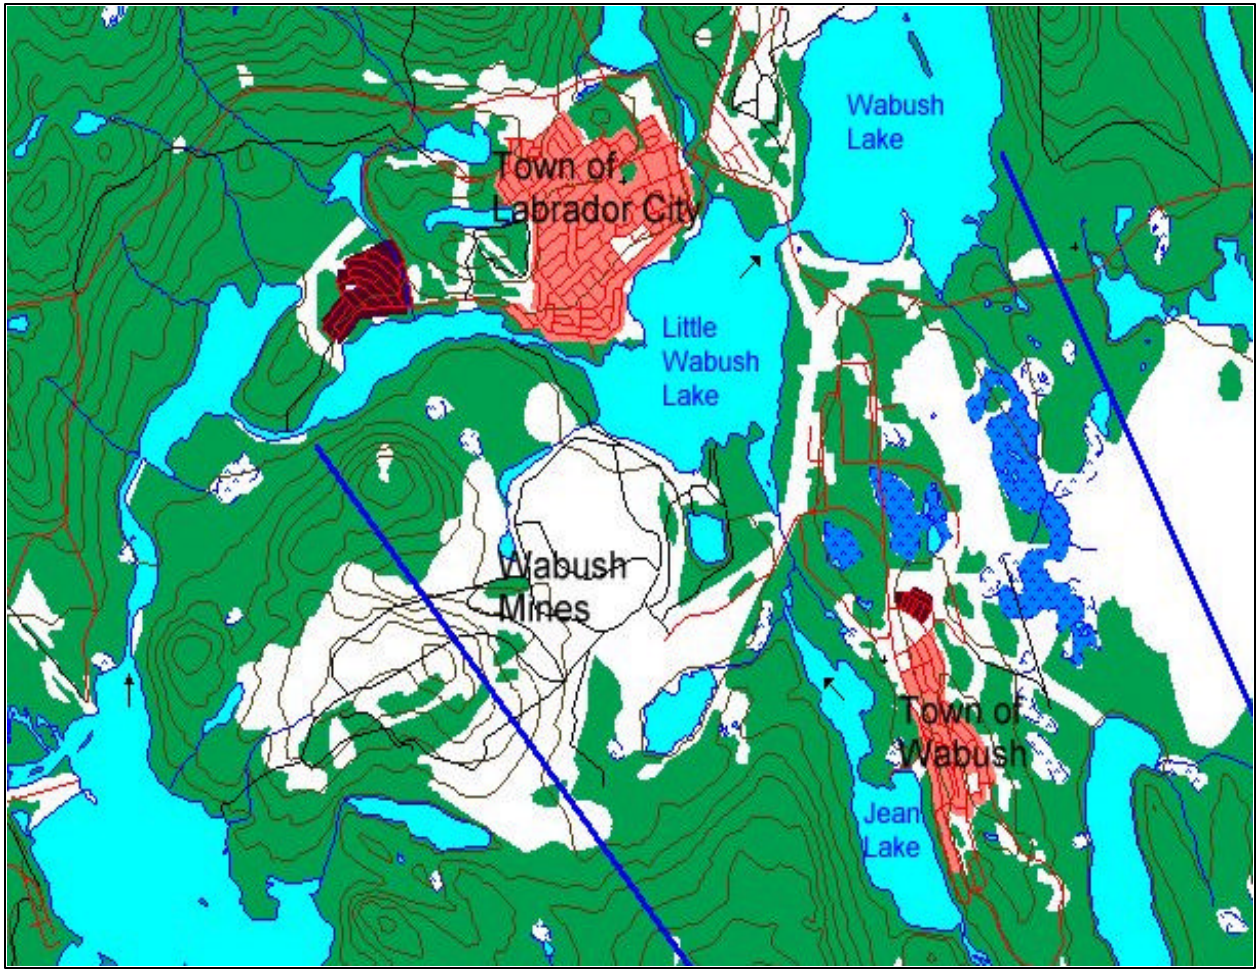 Wabush
Lake
Town of
Labrador City
Little
Wabush
Lake
Wabush
Mines
Town of
Wabush
Jean
Lake